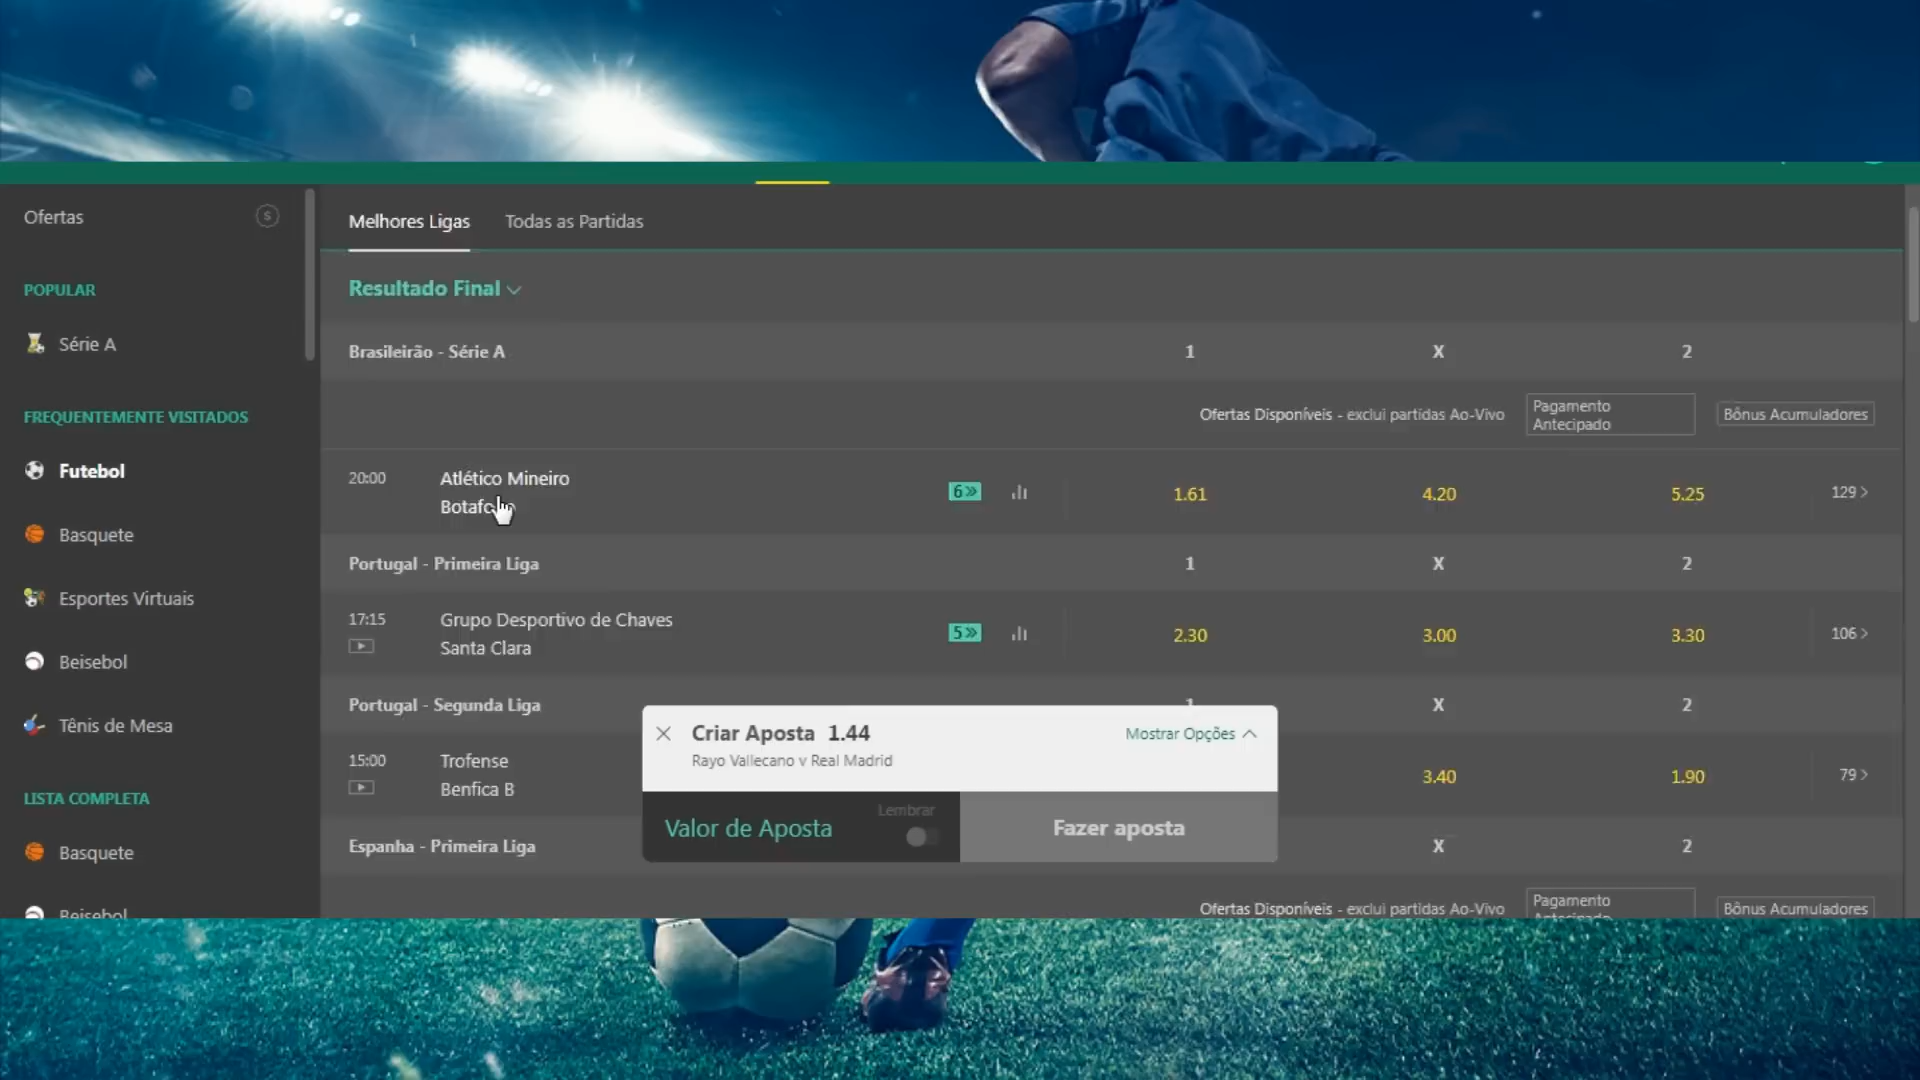 Ofertas
POPULAR
Série A
FREQUENTEMENTE VISITADOS
Futebol
Basquete
Esportes Virtuais
Beisebol
Tênis de Mesa
LISTA COMPLETA
Basquete
Beisebol
Melhores Ligas Todas as Partidas
Resultado Final
Brasileirão - Série A 1 X 2
Ofertas Disponíveis - exclui partidas Ao-Vivo Pagamento Antecipado Bônus Acumuladores
20:00 Atlético Mineiro 6 1.61 4.20 5.25 129
Portugal - Primeira Liga 1 X 2
17:15 Grupo Desportivo de Chaves 5 2.30 3.00 3.30 106
Santa Clara
Portugal - Segunda Liga 1 X 2
15:00 Trofense 3.40 1.90 79
Benfica B
Espanha - Primeira Liga X 2
Ofertas Disponíveis - exclui partidas Ao-Vivo Pagamento Bônus Acumuladores
Criar Aposta 1.44 Mostrar Opções
Rayo Vallecano v Real Madrid
Valor de Aposta Lembrar Fazer aposta